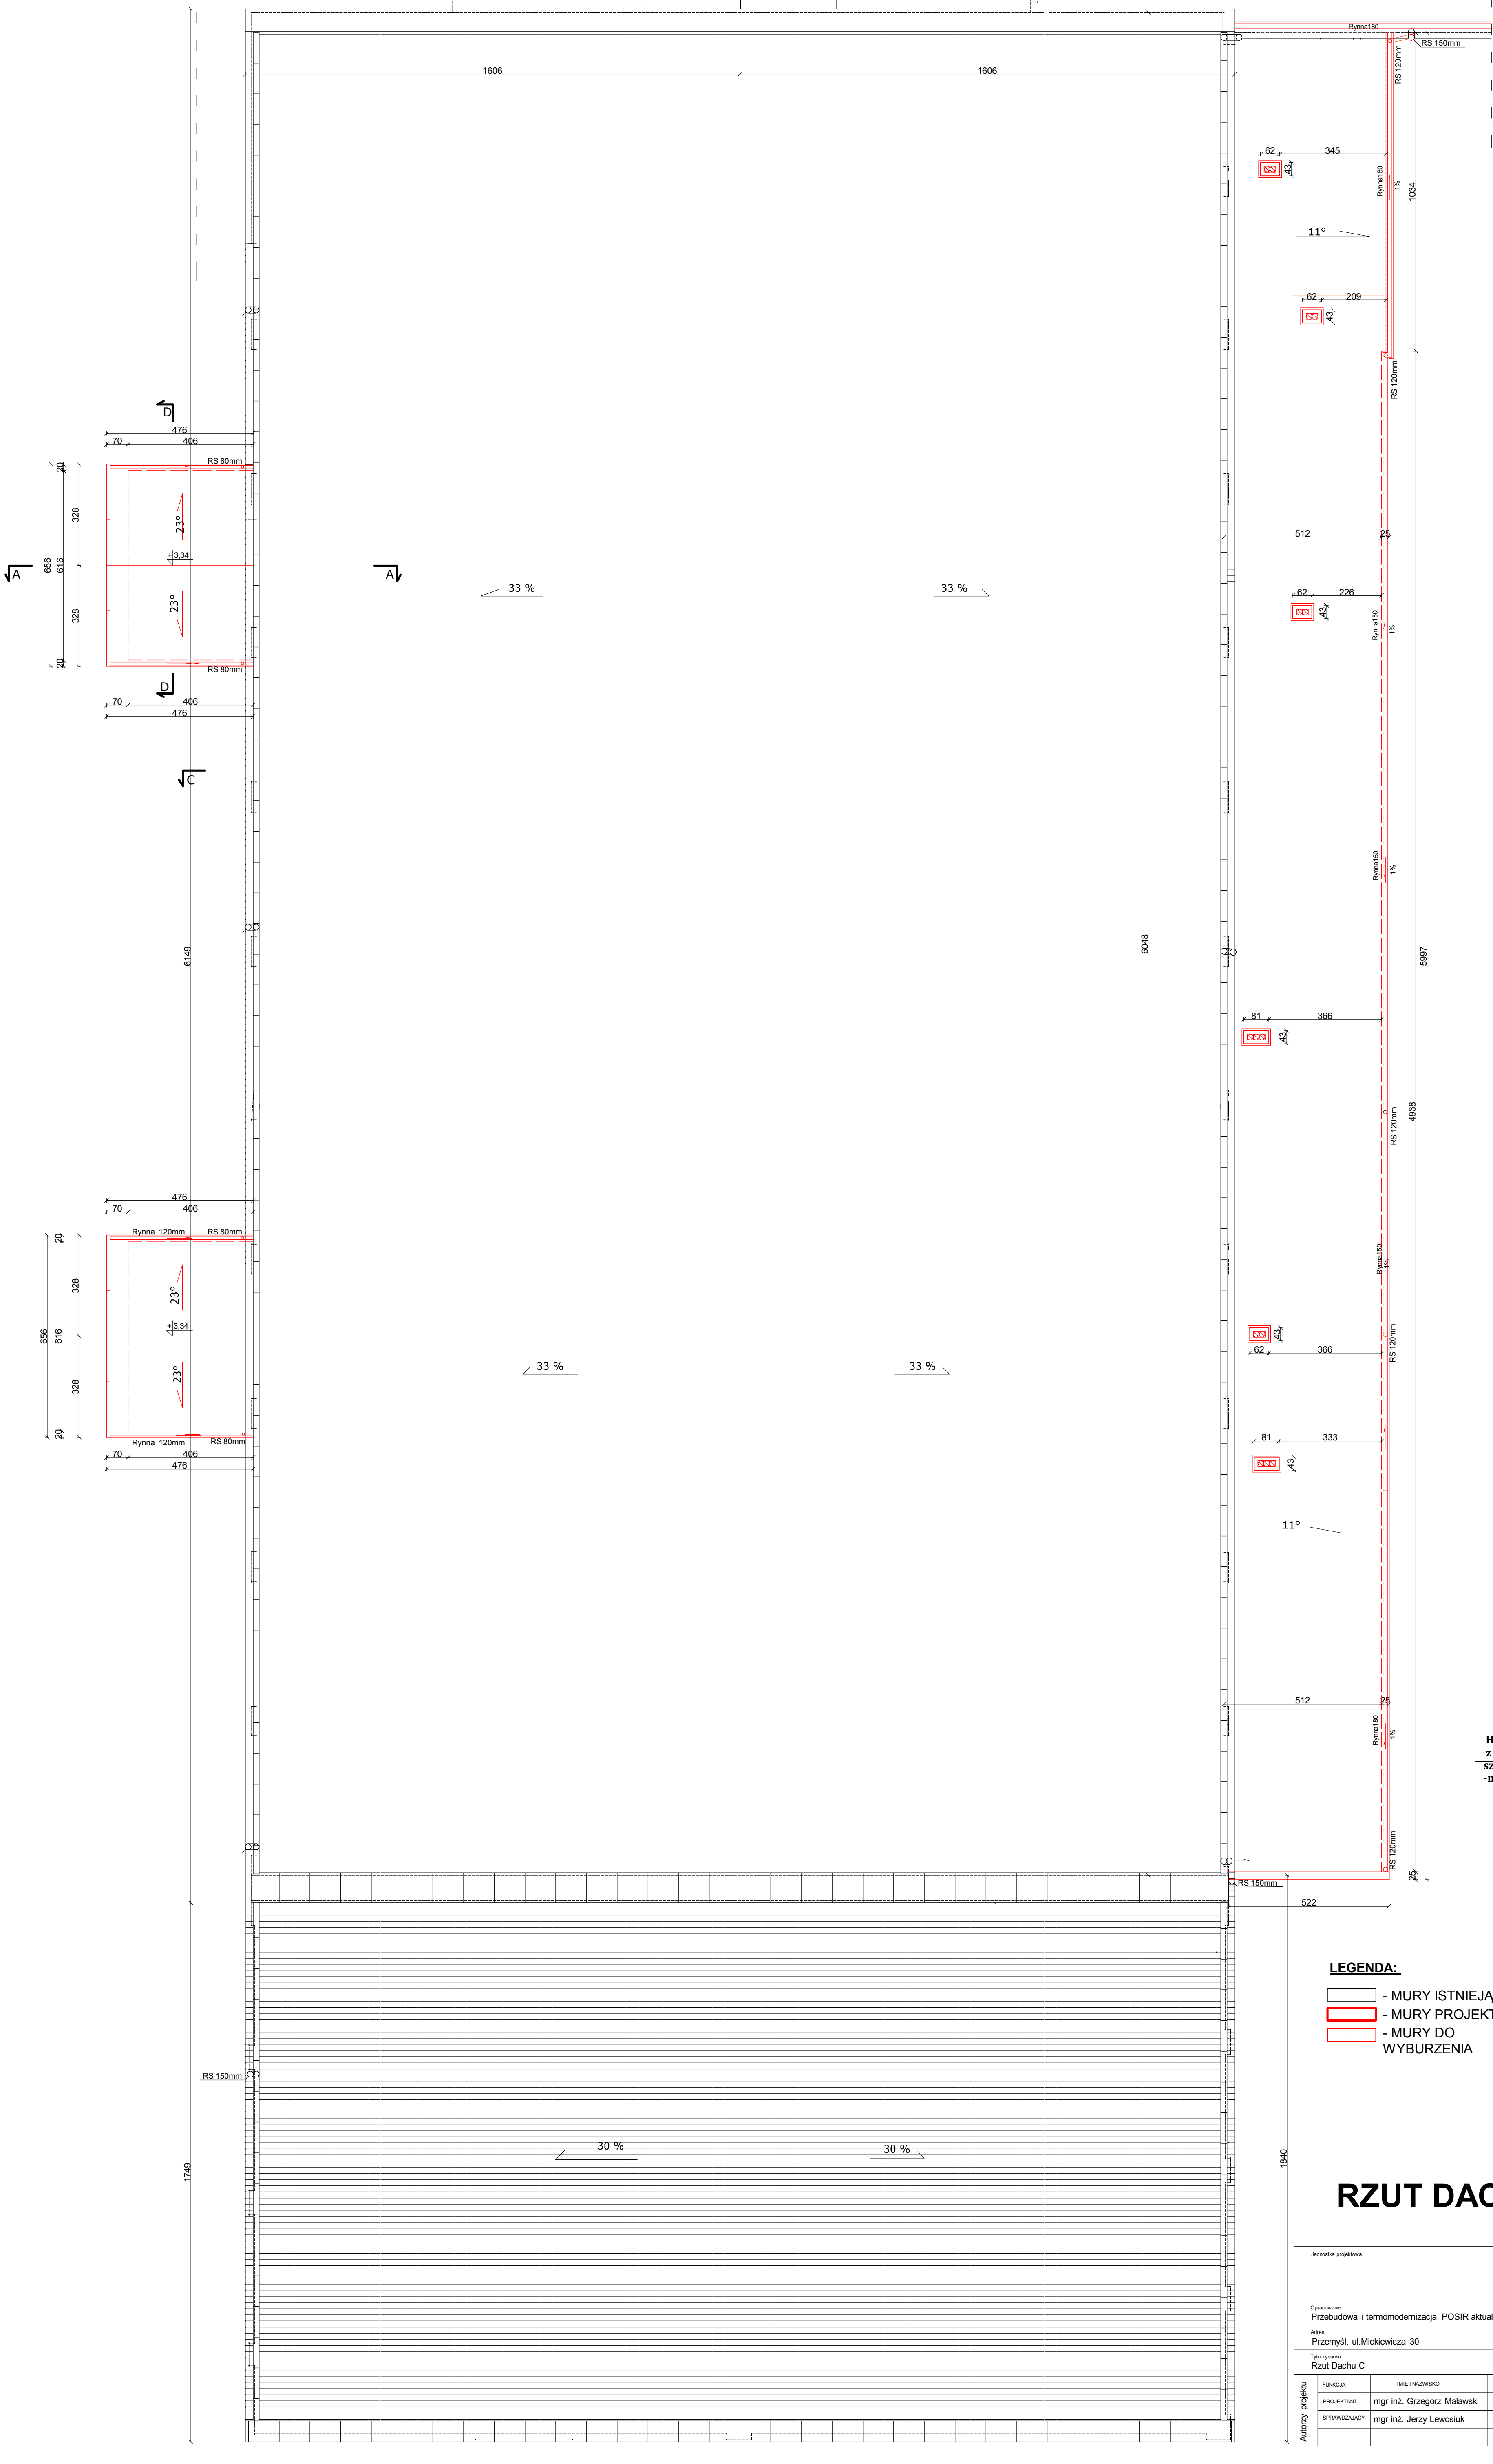 Rynna180
RS 150mm
RS 120mm
1606
1606
62
345
43
Rynna180
1%
1034
11°
62
209
43
RS 120mm
D
476
70
406
RS 80mm
20
328
23°
656
616
+3,34
A
A
23°
328
20
RS 80mm
D
70
406
476
C
33 %
33 %
512
25
62
226
43
Rynna150
1%
Rynna150
1%
6149
6048
5997
81
366
43
4938
RS 120mm
476
70
406
Rynna 120mm
RS 80mm
20
328
23°
656
616
+3,34
23°
328
20
Rynna 120mm
RS 80mm
70
406
476
33 %
33 %
Rynna150
1%
43
62
366
RS 120mm
81
333
43
11°
512
25
Rynna180
1%
H
z
sz
RS 120mm
25
RS 150mm
522
LEGENDA:
- MURY ISTNIEJĄ
- MURY PROJEKT
- MURY DO
WYBURZENIA
RS 150mm
30 %
30 %
1749
1840
RZUT DAC
Jednostka projektowa
Opracowanie
Przebudowa i termomodernizacja POSIR aktual
Adres
Przemyśl, ul.Mickiewicza 30
Tytuł rysunku
Rzut Dachu C
Autorzy projektu
FUNKCJA
IMIĘ I NAZWISKO
PROJEKTANT
mgr inż. Grzegorz Malawski
SPRAWDZAJĄCY
mgr inż. Jerzy Lewosiuk